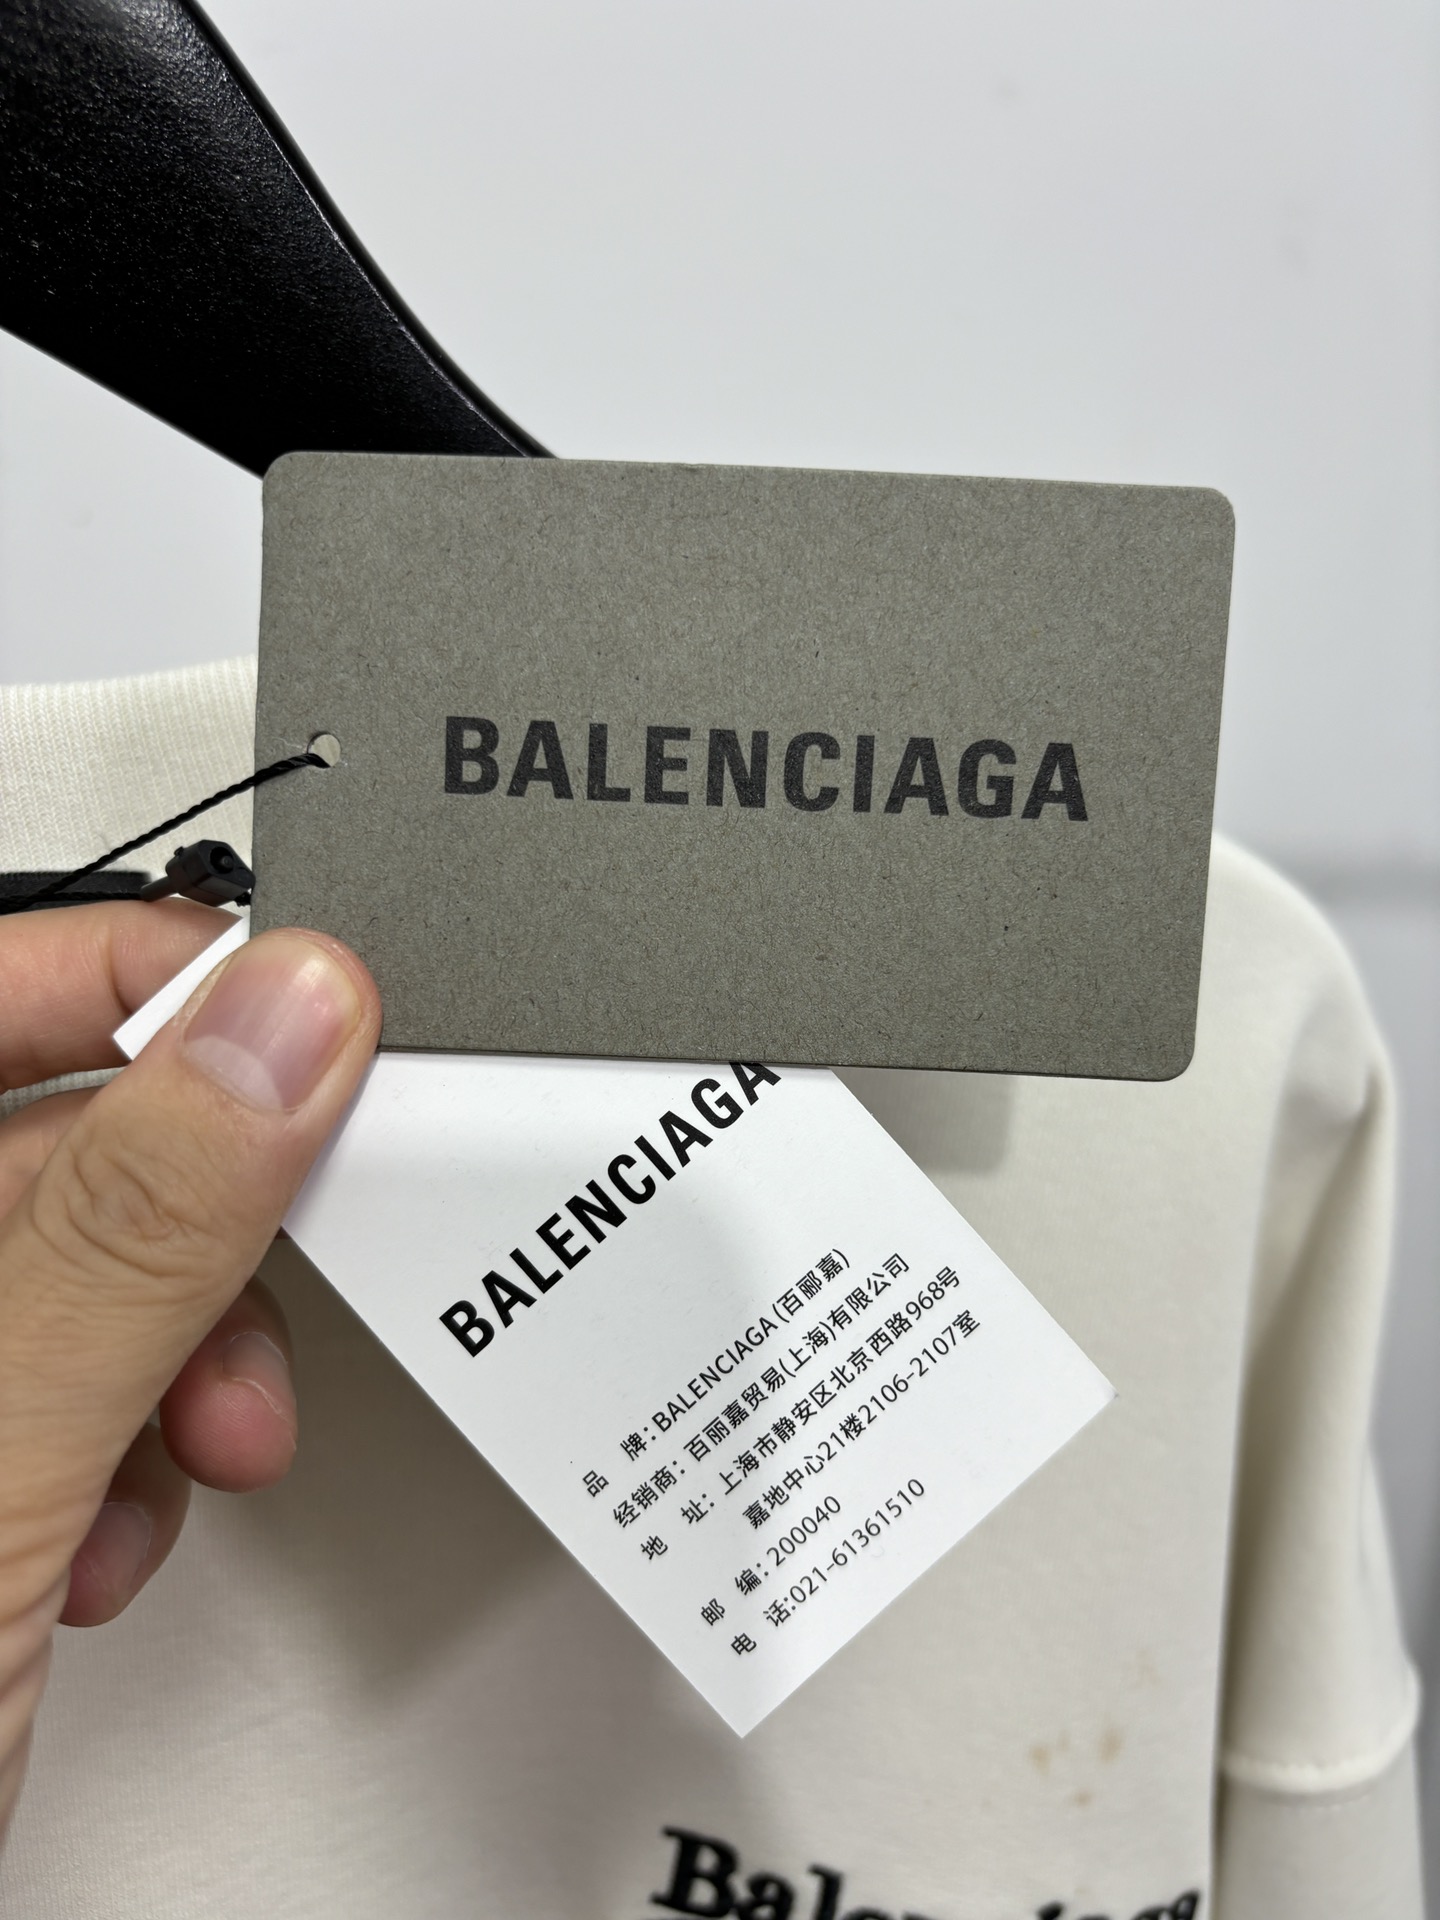 BALENCIAGA
BALENCIAGA
品 牌:BALENCIAGA(百郦嘉)
经销商:百丽嘉贸易(上海)有限公司
地 址:上海市静安区北京西路968号
嘉地中心21楼2106-2107室
邮 编:200040
电 话:021-61361510
Balenciaga